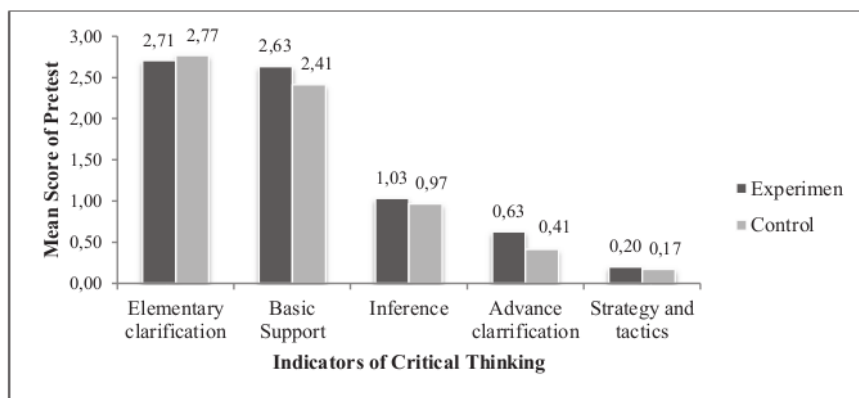 3,00
2,50
2,00
1,50
1,00
0,50
0,00
Mean Score of Pretest
2,71
2,77
2,63
2,41
1,03
0,97
0,63
0,41
0,20
0,17
Experimen
Control
Elementary
clarification
Basic
Support
Inference
Advance
clarrification
Strategy and
tactics
Indicators of Critical Thinking